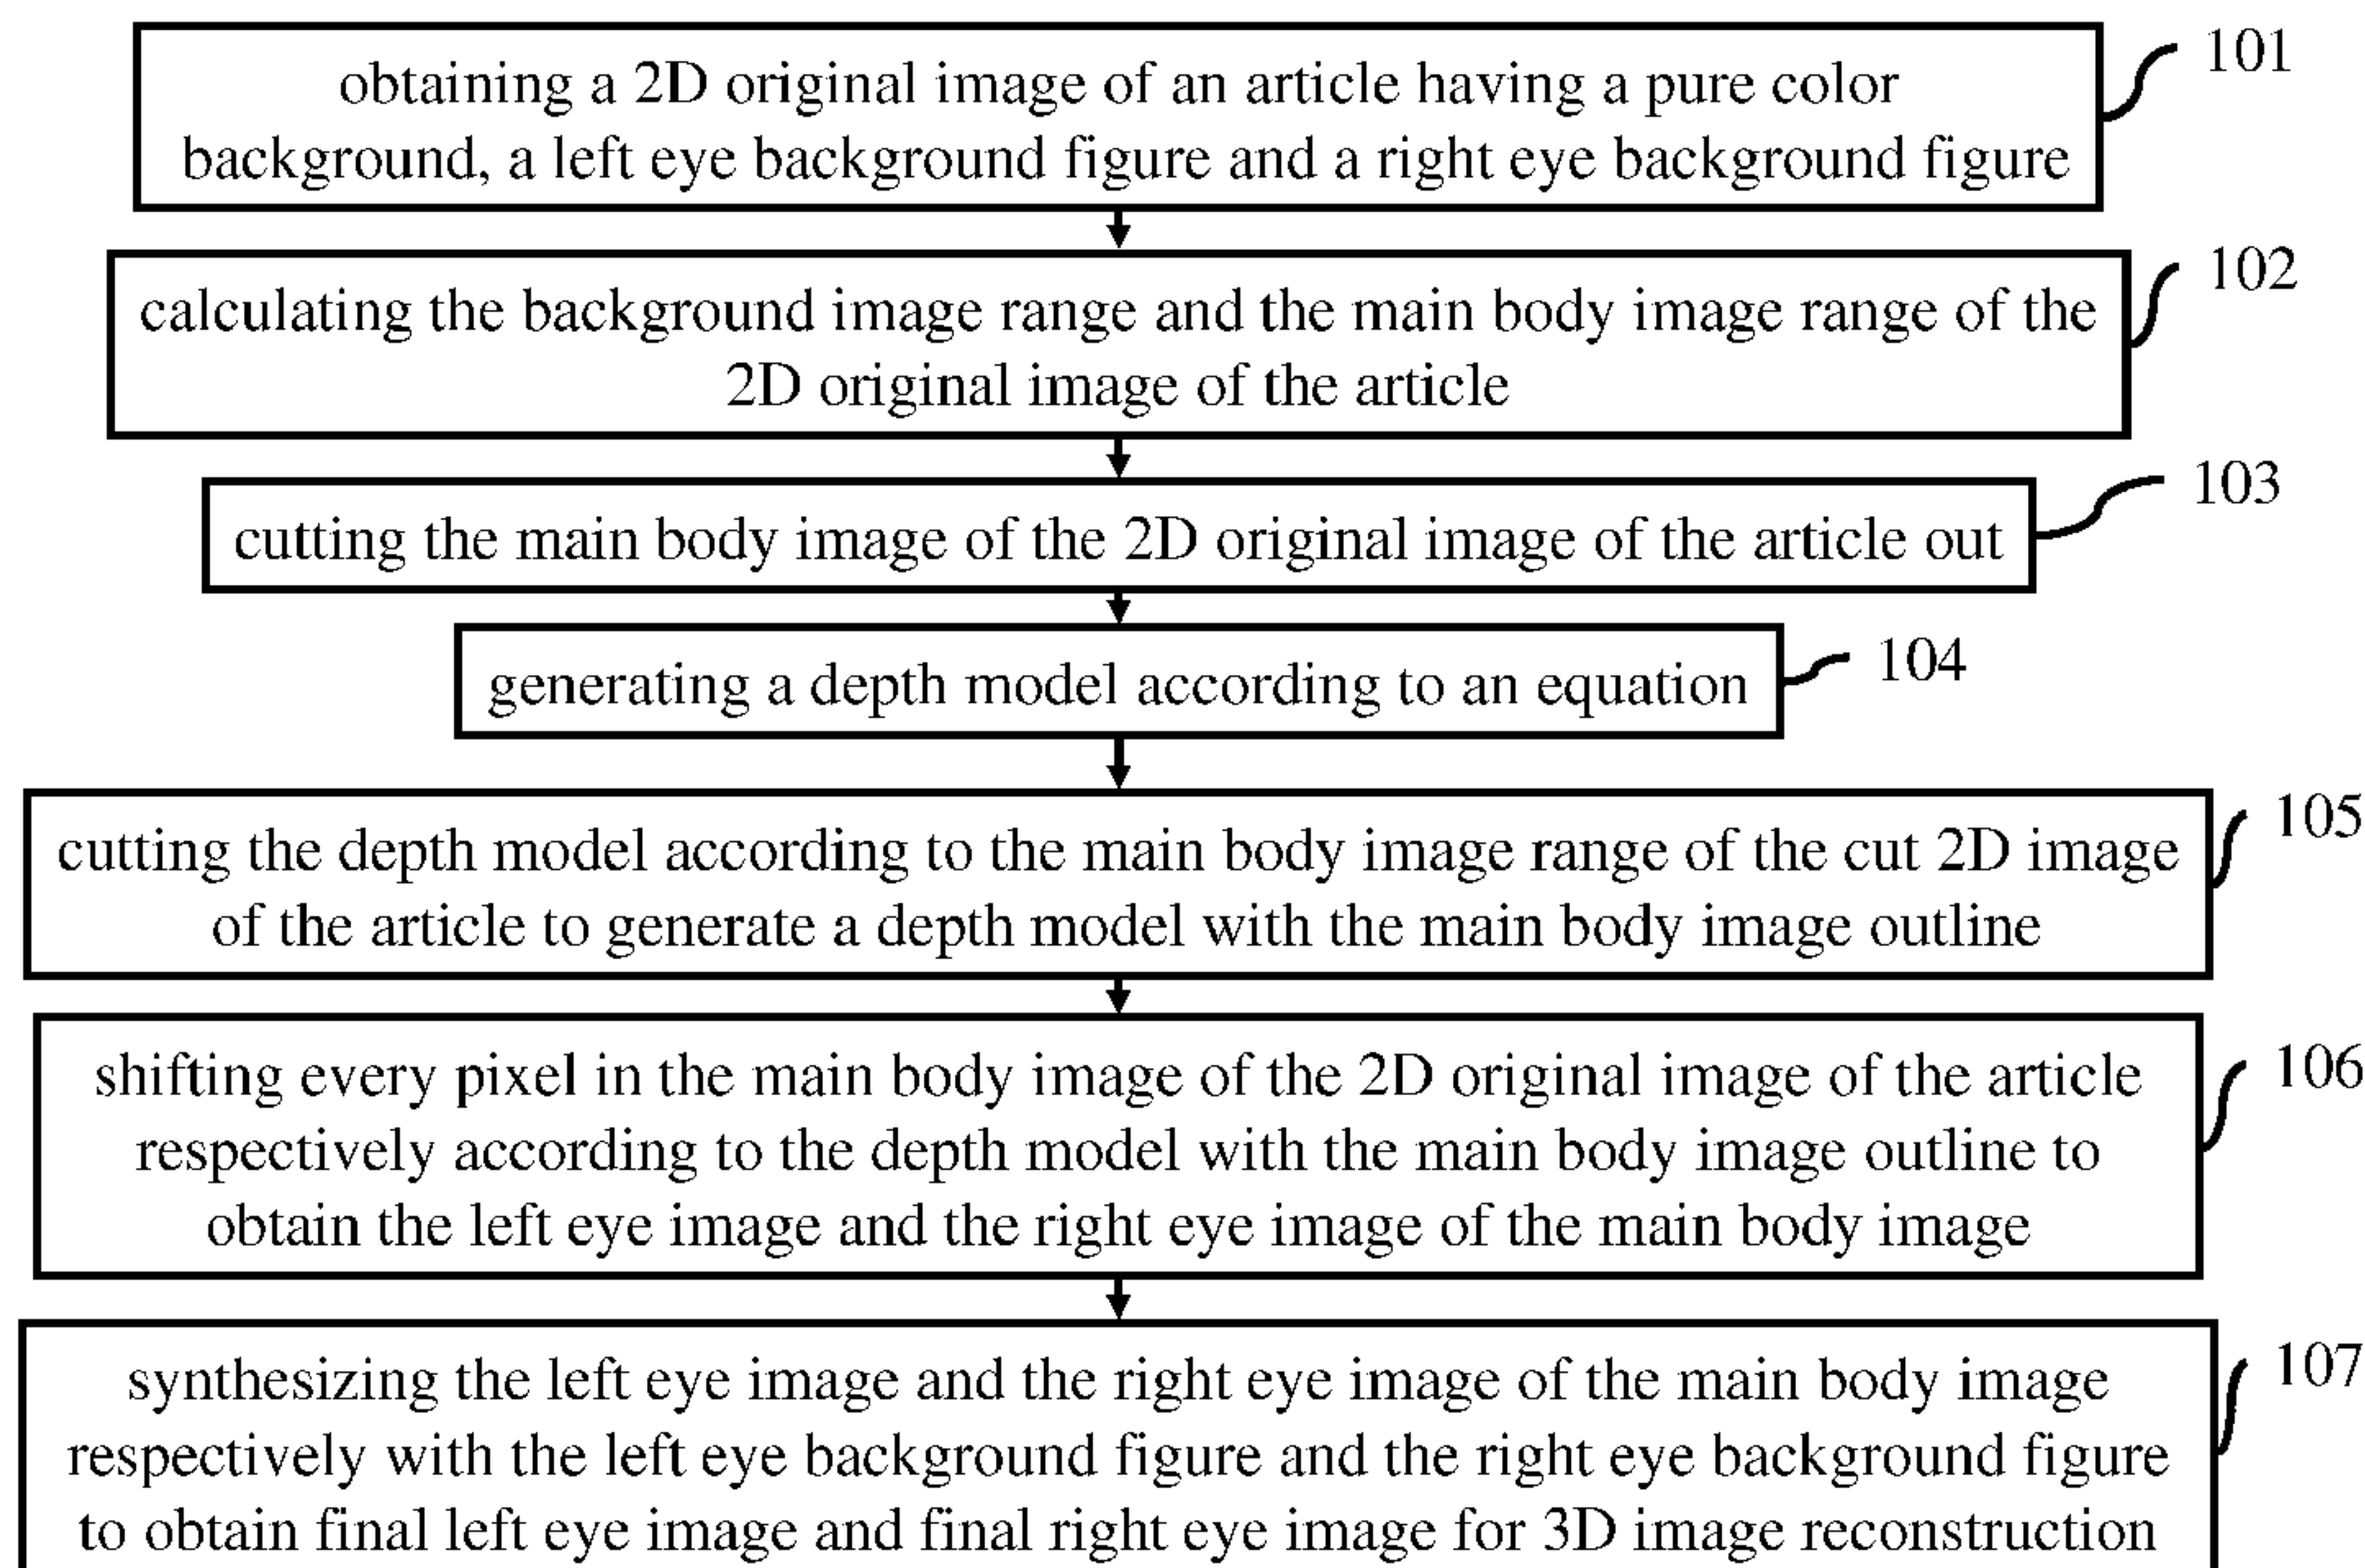 obtaining a 2D original image of an article having a pure color
background, a left eye background figure and a right eye background figure
101
calculating the background image range and the main body image range of the
2D original image of the article
102
cutting the main body image of the 2D original image of the article out
103
generating a depth model according to an equation
104
cutting the depth model according to the main body image range of the cut 2D image
of the article to generate a depth model with the main body image outline
105
shifting every pixel in the main body image of the 2D original image of the article
respectively according to the depth model with the main body image outline to
obtain the left eye image and the right eye image of the main body image
106
synthesizing the left eye image and the right eye image of the main body image
respectively with the left eye background figure and the right eye background figure
to obtain final left eye image and final right eye image for 3D image reconstruction
107